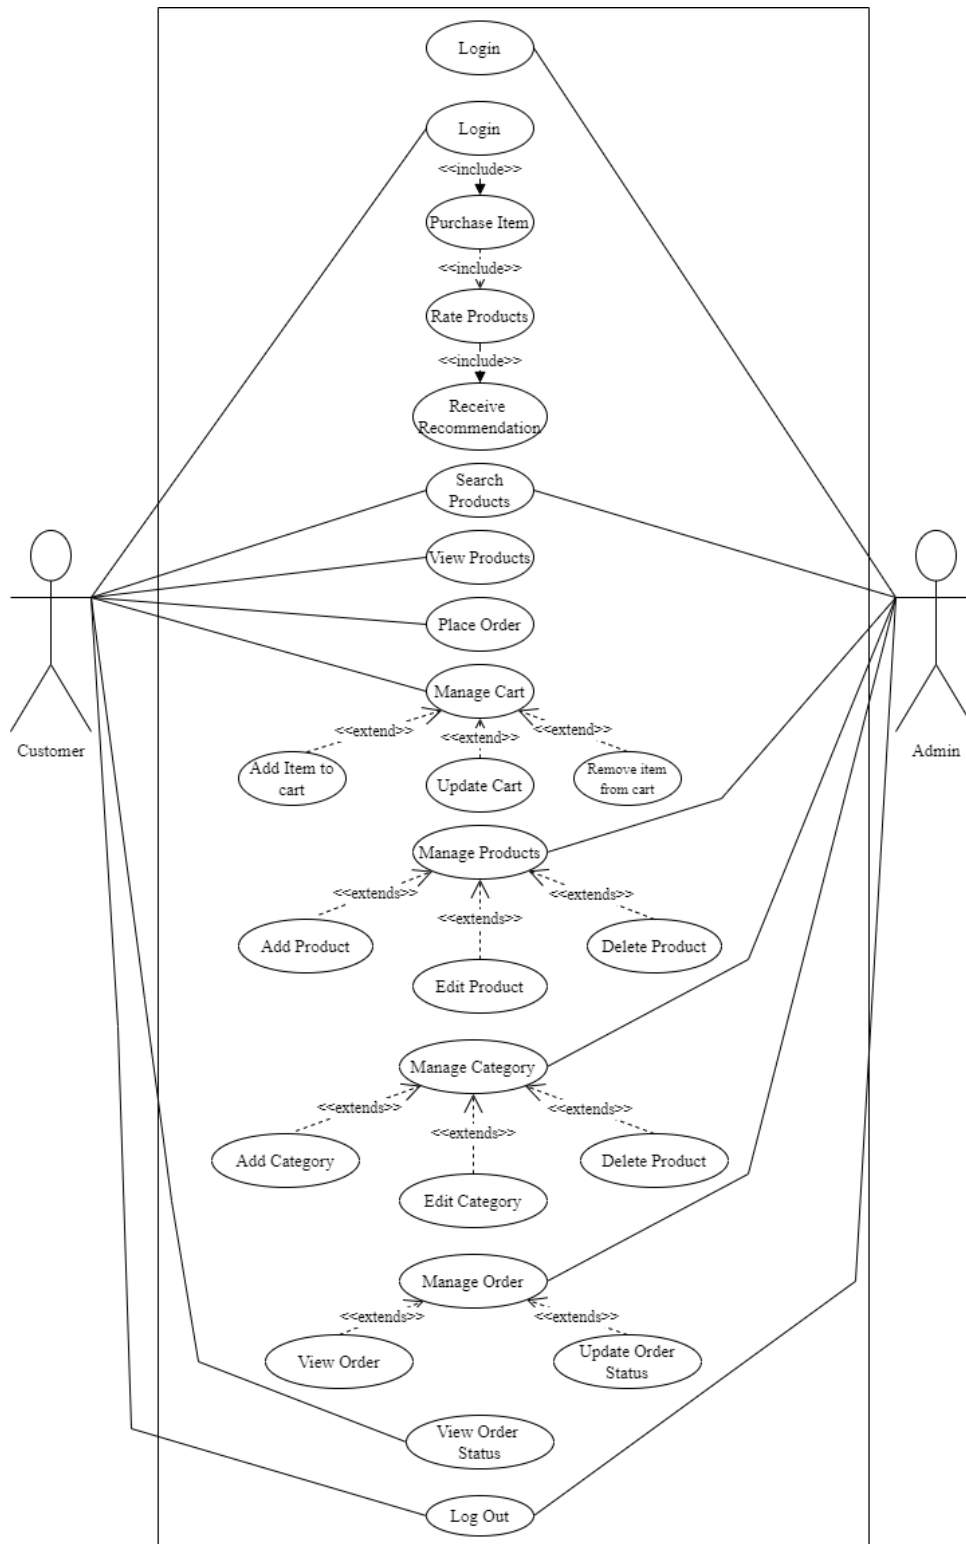 Login
Login
<<include>>
Purchase Item
<<include>>
Rate Products
<<include>>
Receive
Recommendation
Search
Products
View Products
Place Order
Manage Cart
<<extend>>
<<extend>>
<<extend>>
Customer
Admin
Add Item to
cart
Update Cart
Remove item
from cart
Manage Products
<<extends>>
<<extends>>
<<extends>>
Add Product
Edit Product
Delete Product
Manage Category
<<extends>>
<<extends>>
<<extends>>
Add Category
Edit Category
Delete Product
Manage Order
<<extends>>
<<extends>>
View Order
Update Order
Status
View Order
Status
Log Out